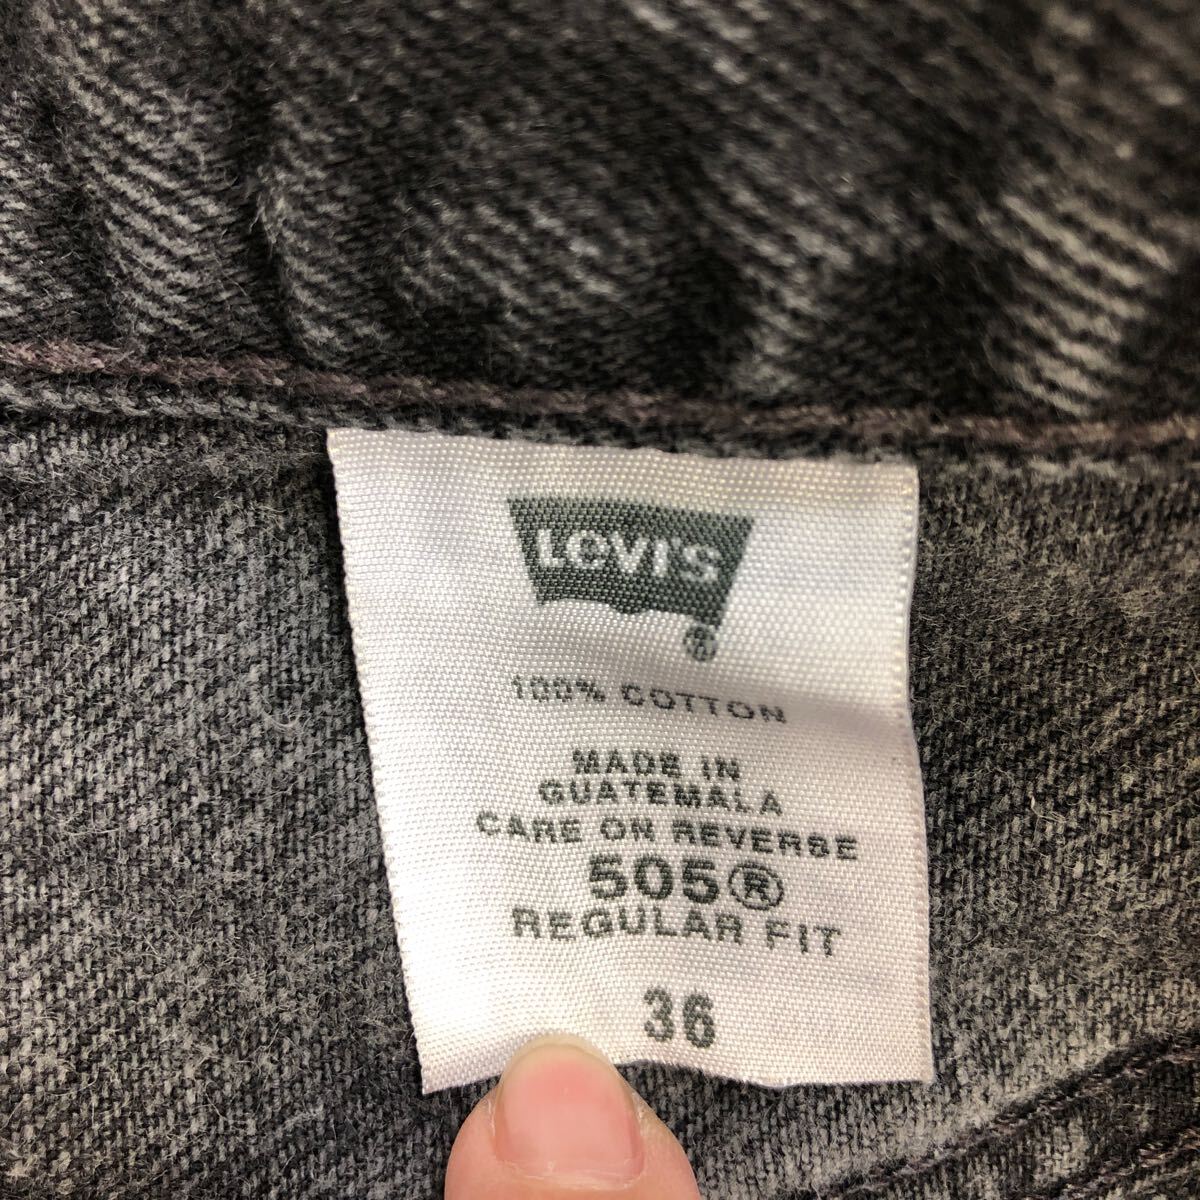 LEVI'S
®
100% COTTON
MADE IN
GUATEMALA
CARE ON REVERSE
505®
REGULAR FIT
36